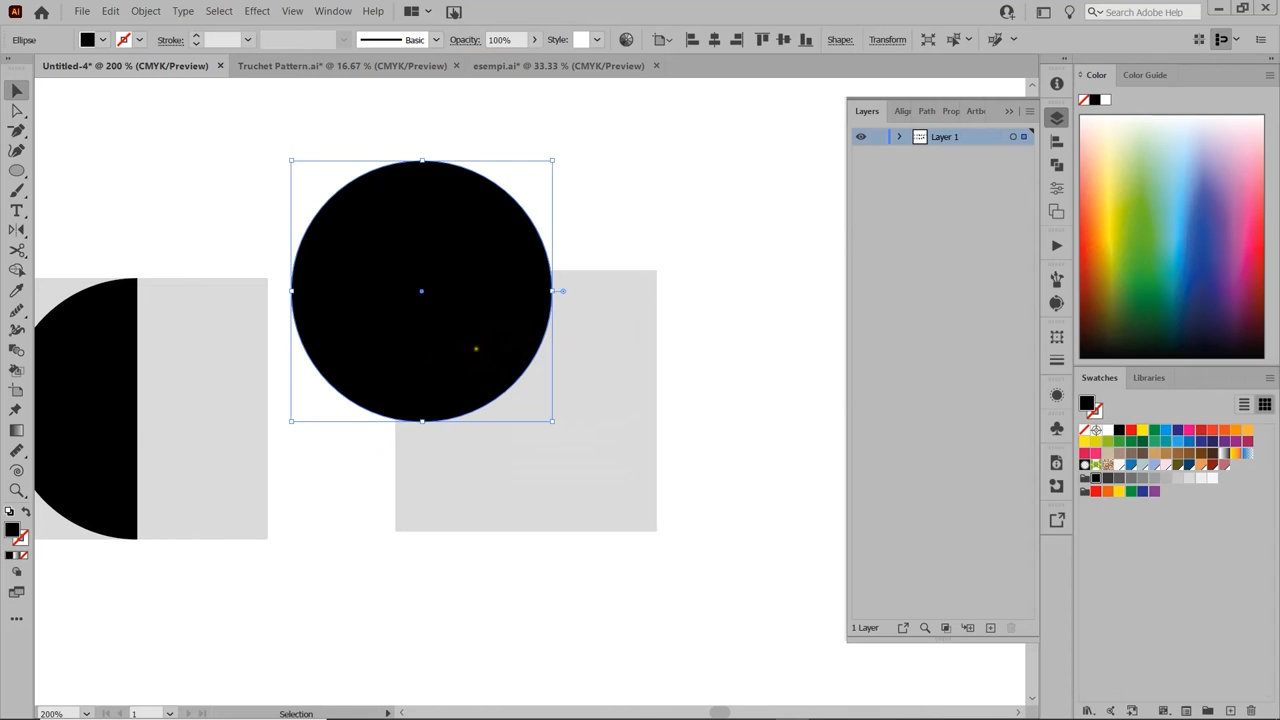 Ai File Edit Object Type Select Effect View Window Help Search Adobe Help
Ellipse Stroke: Basic Opacity: 100% Style: Shape: Transform
Untitled-4* @ 200 % (CMYK/Preview) Truchet Pattern.ai* @ 16.67 % (CMYK/Preview) esempi.ai* @ 33.33 % (CMYK/Preview)
Color Color Guide
Layers Align Path Prop Artb
Layer 1
Swatches Libraries
1 Layer
200% 1 Selection